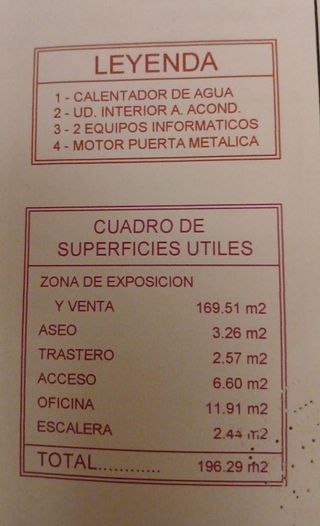 LEYENDA
1 - CALENTADOR DE AGUA
2 - UD. INTERIOR A. ACOND.
3 - 2 EQUIPOS INFORMATICOS
4 - MOTOR PUERTA METALICA
CUADRO DE
SUPERFICIES UTILES
ZONA DE EXPOSICION
Y VENTA 169.51 m2
ASEO 3.26 m2
TRASTERO 2.57 m2
ACCESO 6.60 m2
OFICINA 11.91 m2
ESCALERA 2.44 m2
TOTAL............ 196.29 m2